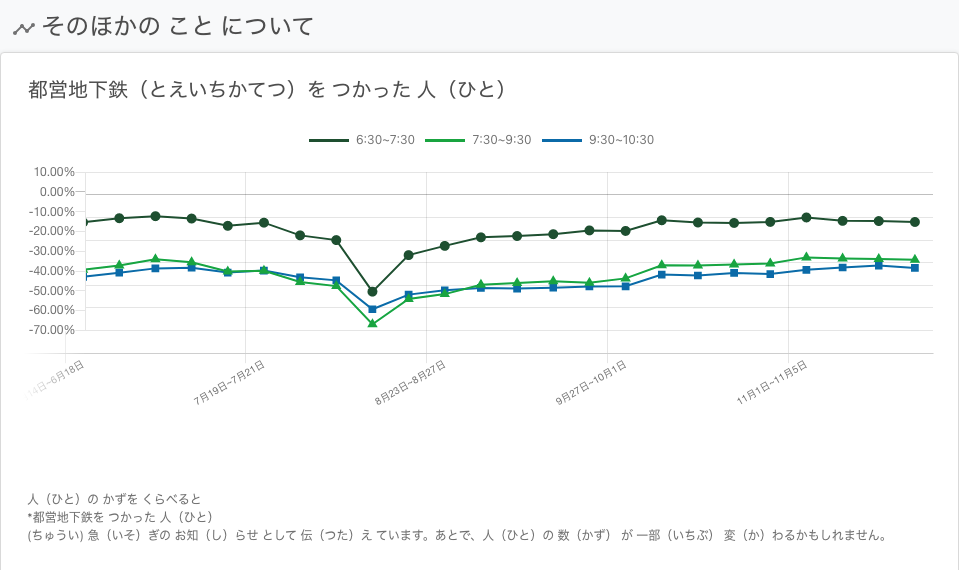 そのほかの こと について
都営地下鉄（とえいちかてつ）を つかった 人（ひと）
6:30~7:30 7:30~9:30 9:30~10:30
10.00%
0.00%
-10.00%
-20.00%
-30.00%
-40.00%
-50.00%
-60.00%
-70.00%
14日~6月18日 7月19日~7月21日 8月23日~8月27日 9月27日~10月1日 11月1日~11月5日
人（ひと）の かずを くらべると
*都営地下鉄を つかった 人（ひと）
(ちゅうい) 急（いそ）ぎの お知（し）らせ として 伝（つた）え ています。あとで、人（ひと）の 数（かず） が 一部（いちぶ） 変（か）わるかもしれません。